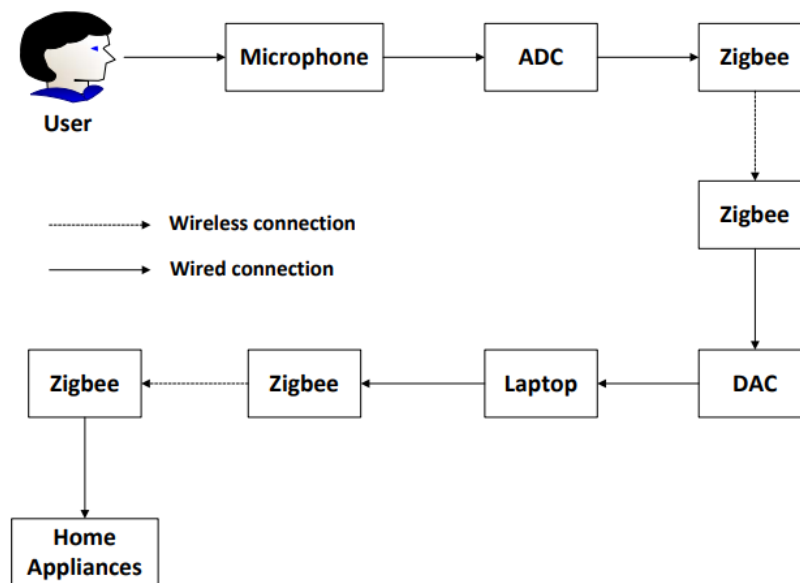 Microphone
ADC
Zigbee
User
Zigbee
Wireless connection
Wired connection
Zigbee
Zigbee
Laptop
DAC
Home
Appliances